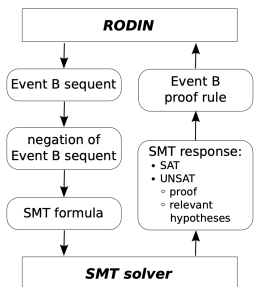 RODIN
Event B sequent
negation of
Event B sequent
SMT formula
Event B
proof rule
SMT response:
• SAT
• UNSAT
◦ proof
◦ relevant
hypotheses
SMT solver